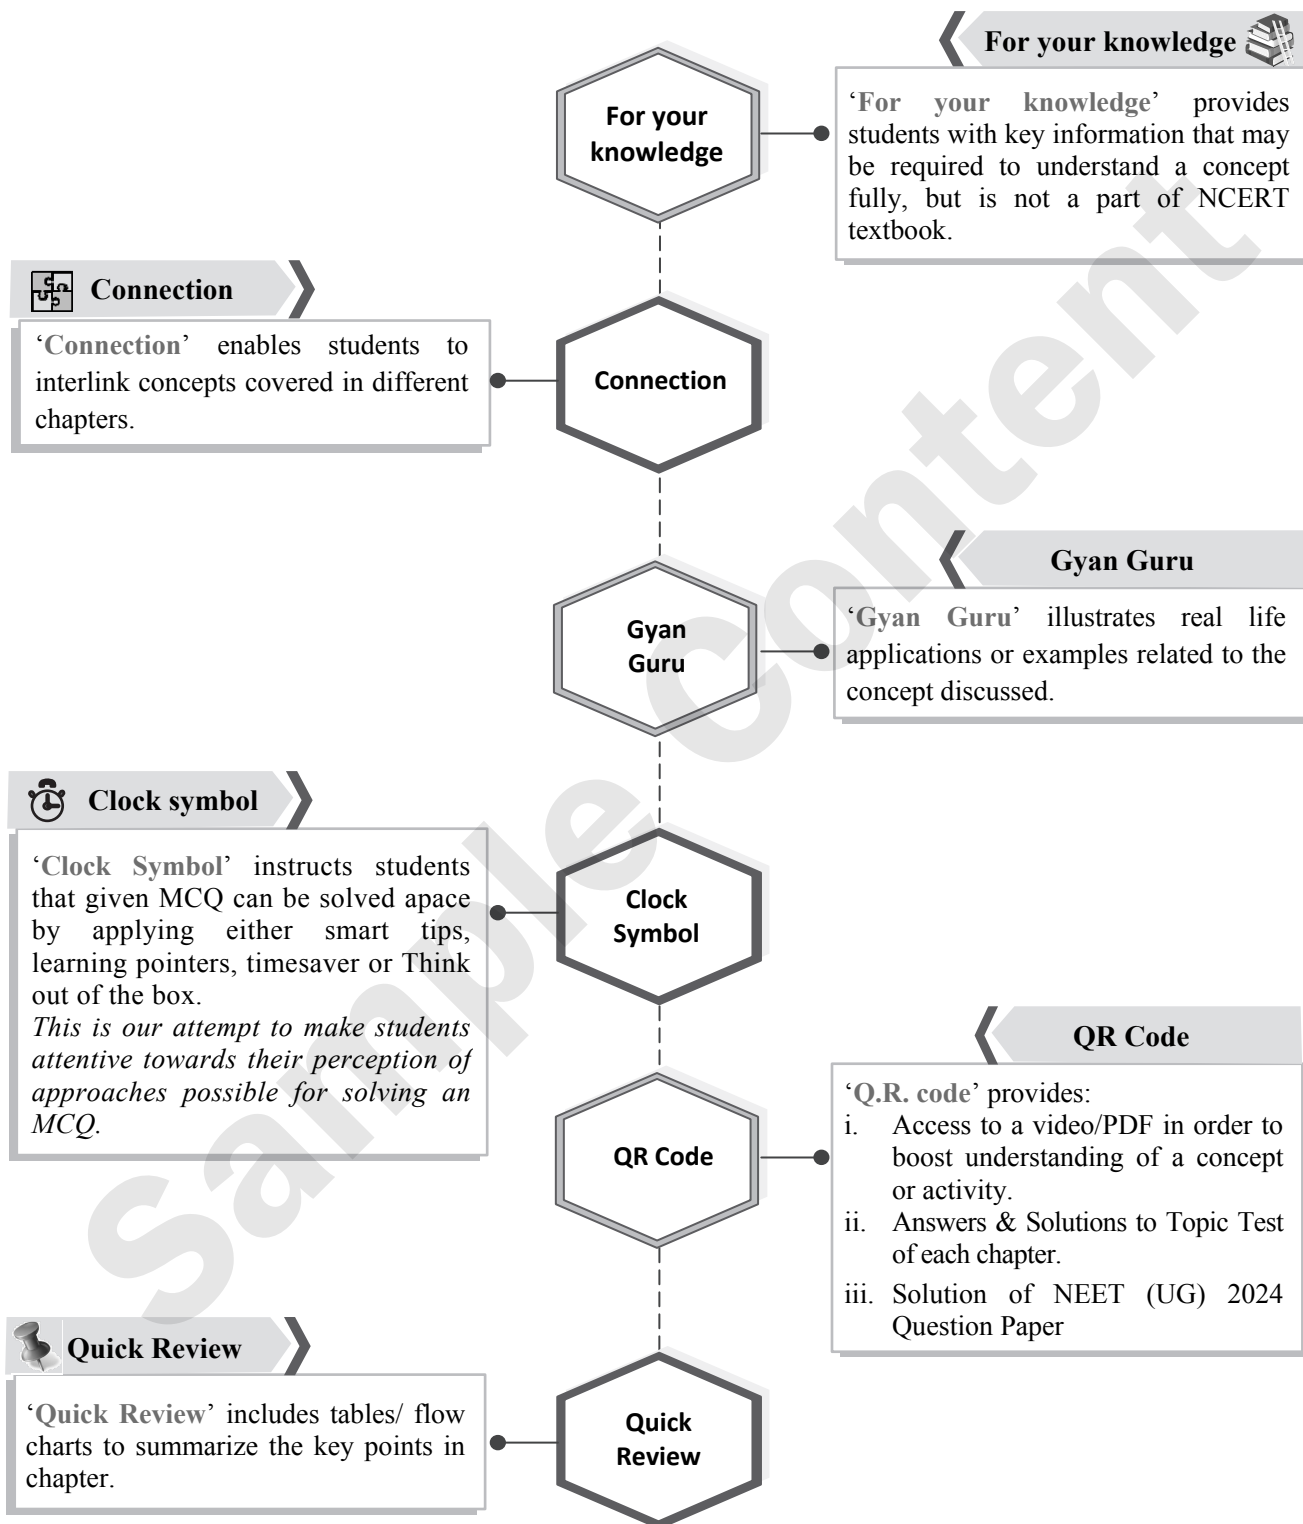 For your knowledge
For your
knowledge
‘For your knowledge’ provides
students with key information that may
be required to understand a concept
fully, but is not a part of NCERT
textbook.
Connection
‘Connection’ enables students to
interlink concepts covered in different
chapters.
Connection
Gyan Guru
Gyan
Guru
‘Gyan Guru’ illustrates real life
applications or examples related to the
concept discussed.
Clock symbol
‘Clock Symbol’ instructs students
that given MCQ can be solved apace
by applying either smart tips,
learning pointers, timesaver or Think
out of the box.
This is our attempt to make students
attentive towards their perception of
approaches possible for solving an
MCQ.
Clock
Symbol
QR Code
QR Code
‘Q.R. code’ provides:
i. Access to a video/PDF in order to
boost understanding of a concept
or activity.
ii. Answers & Solutions to Topic Test
of each chapter.
iii. Solution of NEET (UG) 2024
Question Paper
Quick Review
‘Quick Review’ includes tables/ flow
charts to summarize the key points in
chapter.
Quick
Review
Sample Content